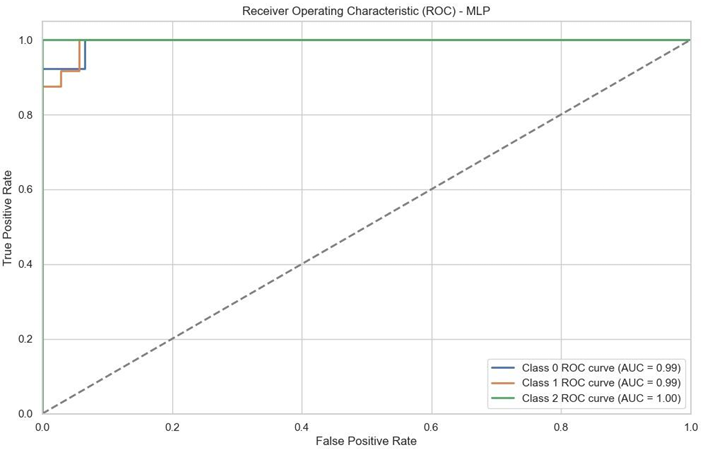 Receiver Operating Characteristic (ROC) - MLP
1.0
0.8
0.6
0.4
0.2
0.0
True Positive Rate
0.0 0.2 0.4 0.6 0.8 1.0
False Positive Rate
Class 0 ROC curve (AUC = 0.99)
Class 1 ROC curve (AUC = 0.99)
Class 2 ROC curve (AUC = 1.00)